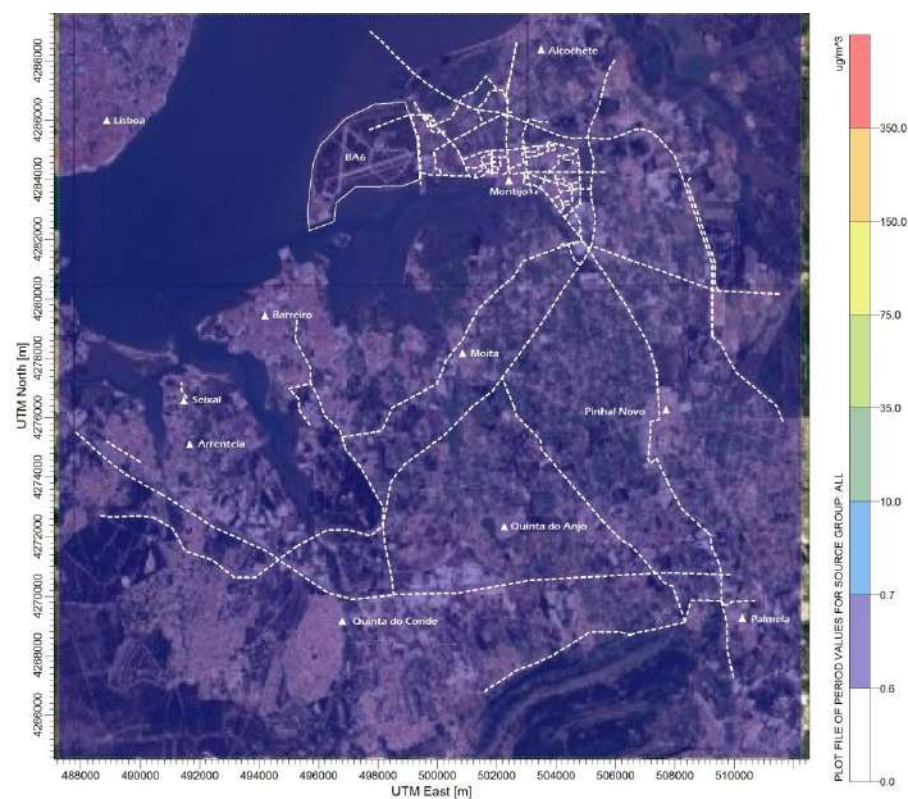 ug/m^3
350.0
150.0
75.0
35.0
10.0
0.7
0.6
0.0
PLOT FILE OF PERIOD VALUES FOR SOURCE GROUP: ALL
Alcochete
Lisboa
BA6
Montijo
Barreiro
Moita
Seixal
Pinhal Novo
Arrentela
Quinta do Anjo
Quinta do Conde
Palmela
UTM North [m]
4288000
4286000
4284000
4282000
4280000
4278000
4276000
4274000
4272000
4270000
4268000
4266000
488000 490000 492000 494000 496000 498000 500000 502000 504000 506000 508000 510000
UTM East [m]